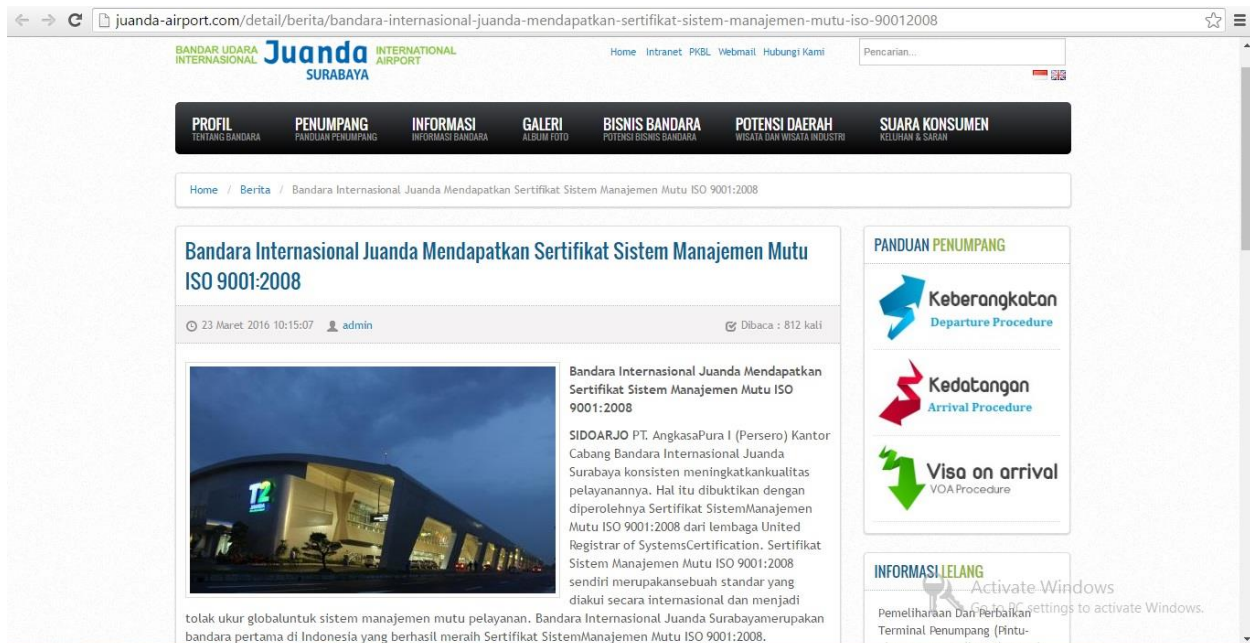 juanda-airport.com/detail/berita/bandara-internasional-juanda-mendapatkan-sertifikat-sistem-manajemen-mutu-iso-90012008
BANDAR UDARA INTERNASIONAL Juanda INTERNATIONAL AIRPORT
SURABAYA
Home Intranet PKBL Webmail Hubungi Kami
Pencarian...
PROFIL PENUMPANG INFORMASI GALERI BISNIS BANDARA POTENSI DAERAH SUARA KONSUMEN
TENTANG BANDARA PANDUAN PENUMPANG INFORMASI BANDARA ALBUM FOTO POTENSI BISNIS BANDARA WISATA DAN WISATA INDUSTRI KELUHAN & SARAN
Home / Berita / Bandara Internasional Juanda Mendapatkan Sertifikat Sistem Manajemen Mutu ISO 9001:2008
Bandara Internasional Juanda Mendapatkan Sertifikat Sistem Manajemen Mutu
ISO 9001:2008
23 Maret 2016 10:15:07 admin Dibaca : 812 kali
T2
Bandara Internasional Juanda Mendapatkan
Sertifikat Sistem Manajemen Mutu ISO
9001:2008
SIDOARJO PT. AngkasaPura I (Persero) Kantor
Cabang Bandara Internasional Juanda
Surabaya konsisten meningkatkankualitas
pelayanannya. Hal itu dibuktikan dengan
diperolehnya Sertifikat SistemManajemen
Mutu ISO 9001:2008 dari lembaga United
Registrar of SystemsCertification. Sertifikat
Sistem Manajemen Mutu ISO 9001:2008
sendiri merupakansebuah standar yang
diakui secara internasional dan menjadi
tolak ukur globaluntuk sistem manajemen mutu pelayanan. Bandara Internasional Juanda Surabayamerupakan
bandara pertama di Indonesia yang berhasil meraih Sertifikat SistemManajemen Mutu ISO 9001:2008.
PANDUAN PENUMPANG
Keberangkatan
Departure Procedure
Kedatangan
Arrival Procedure
Visa on arrival
VOA Procedure
INFORMASI LELANG
Pemeliharaan Dan Perbaikan
Terminal Penumpang (Pintu-
Activate Windows
Go to PC settings to activate Windows.